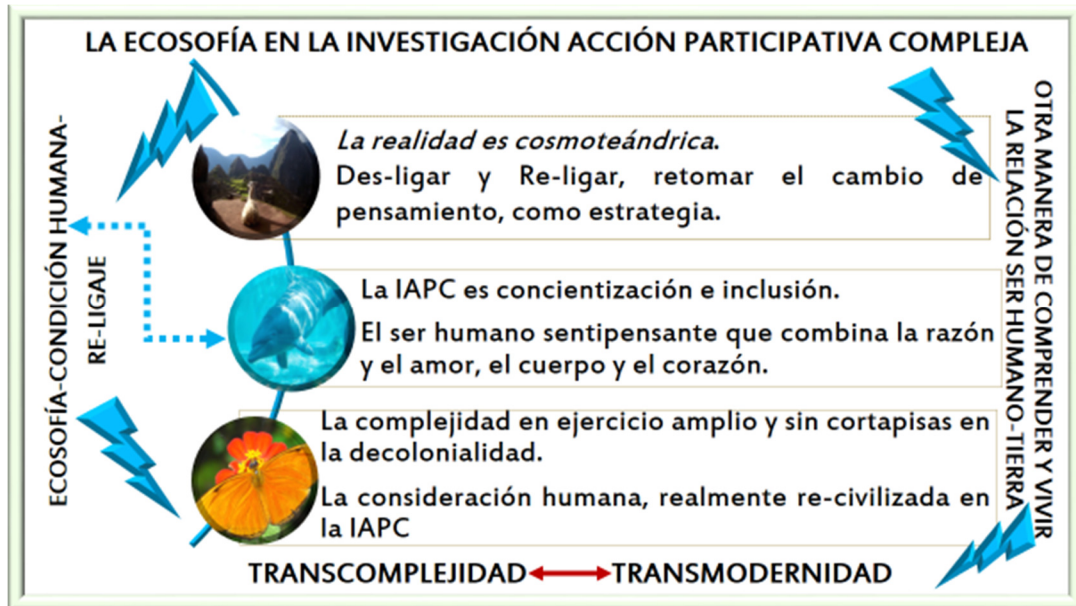 LA ECOSOFÍA EN LA INVESTIGACIÓN ACCIÓN PARTICIPATIVA COMPLEJA
ECOSOFÍA-CONDICIÓN HUMANA-
RE-LIGAJE
La realidad es cosmoteándrica.
Des-ligar y Re-ligar, retomar el cambio de
pensamiento, como estrategia.
La IAPC es concientización e inclusión.
El ser humano sentipensante que combina la razón
y el amor, el cuerpo y el corazón.
La complejidad en ejercicio amplio y sin cortapisas en
la decolonialidad.
La consideración humana, realmente re-civilizada en
la IAPC
OTRA MANERA DE COMPRENDER Y VIVIR
LA RELACIÓN SER HUMANO-TIERRA
TRANSCOMPLEJIDAD TRANSMODERNIDAD